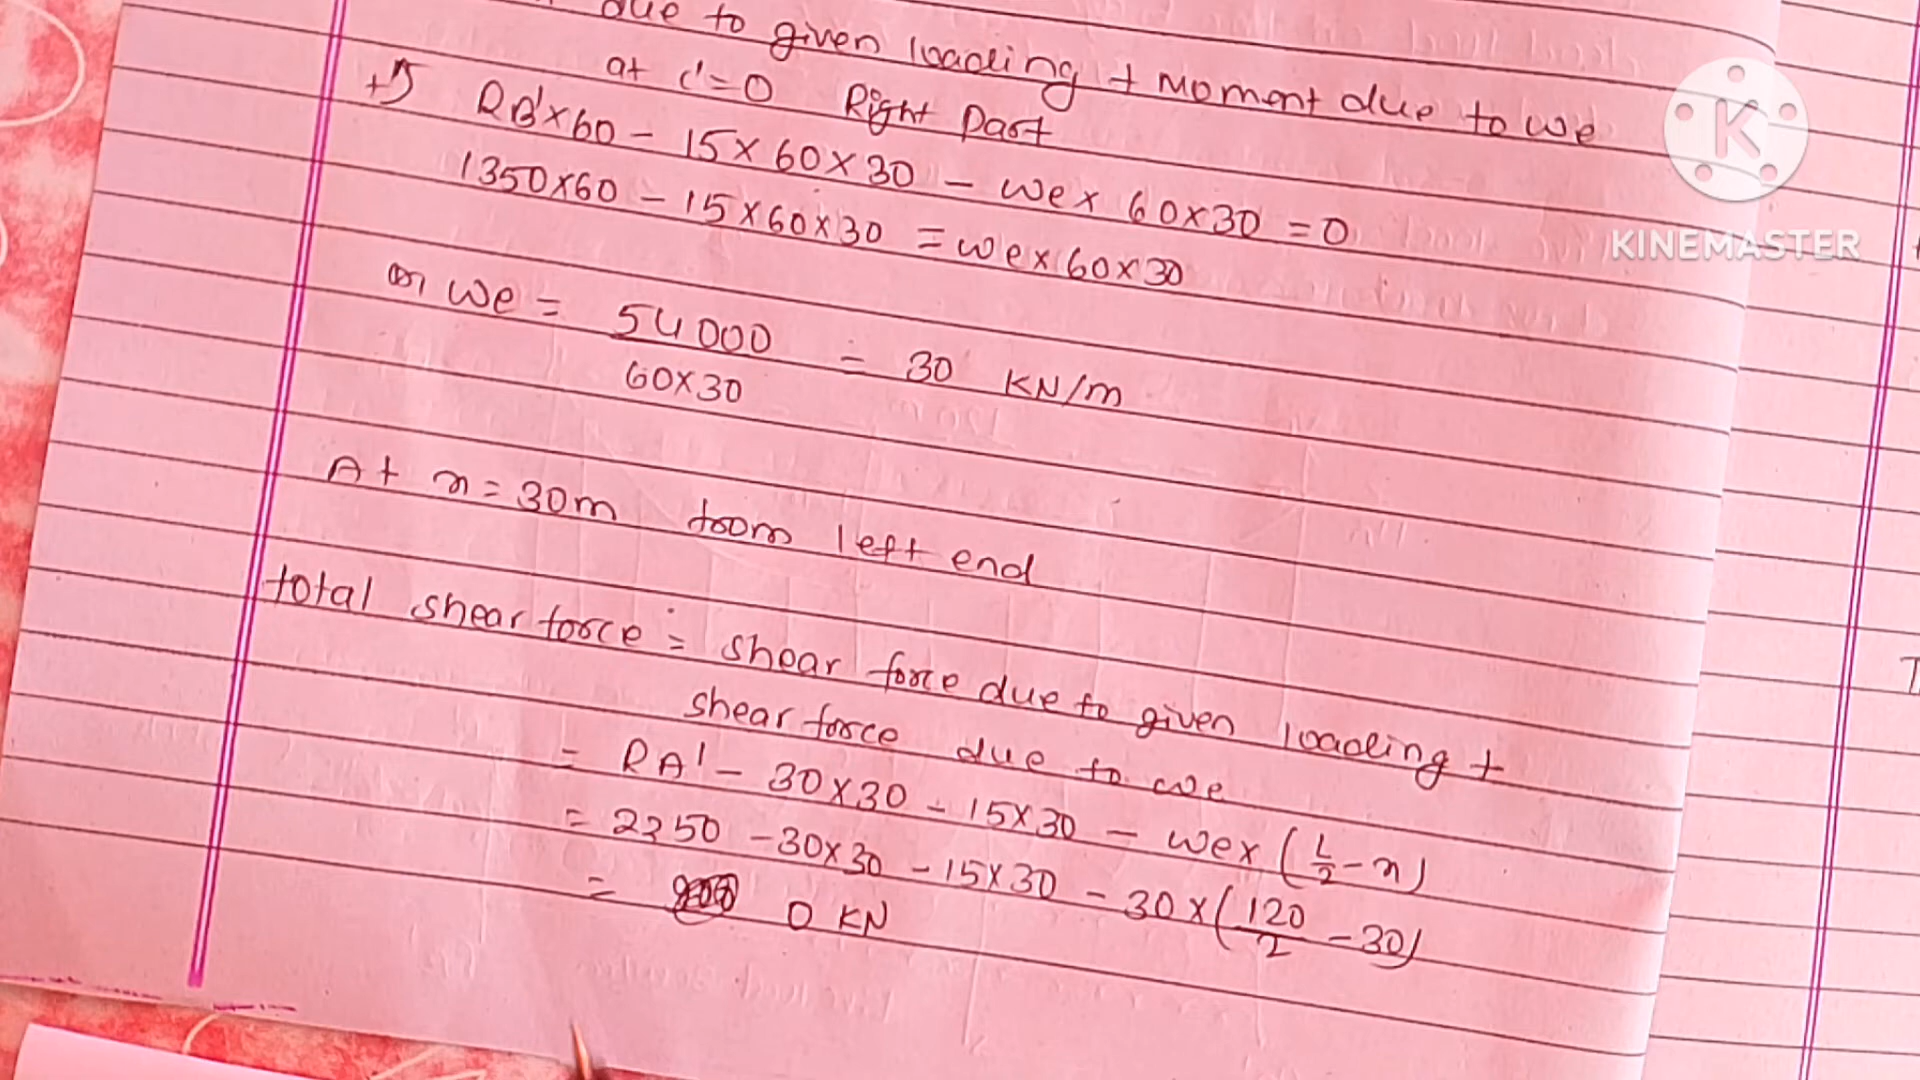 due to given loading + Moment due to we
at c'=0 Right Part
+↰ RB'×60 - 15×60×30 - we× 60×30 = 0
1350×60 - 15×60×30 = we×60×30
or we = 54000 / 60×30 = 30 KN/m
At x=30m from left end
total shear force = shear force due to given loading +
shear force due to we
= RA' - 30×30 - 15×30 - we× (L/2 - x)
= 2250 - 30×30 - 15×30 - 30×(120/2 - 30)
= 0 KN
K
KINEMASTER